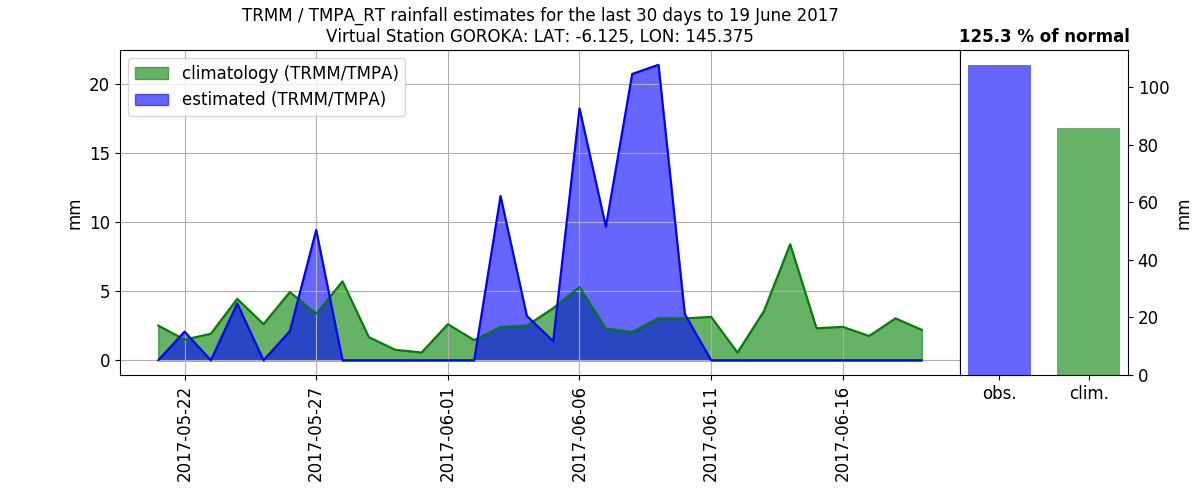 TRMM / TMPA_RT rainfall estimates for the last 30 days to 19 June 2017
Virtual Station GOROKA: LAT: -6.125, LON: 145.375
125.3 % of normal
climatology (TRMM/TMPA)
estimated (TRMM/TMPA)
20
15
10
5
0
mm
2017-05-22
2017-05-27
2017-06-01
2017-06-06
2017-06-11
2017-06-16
100
80
60
40
20
0
mm
obs.
clim.